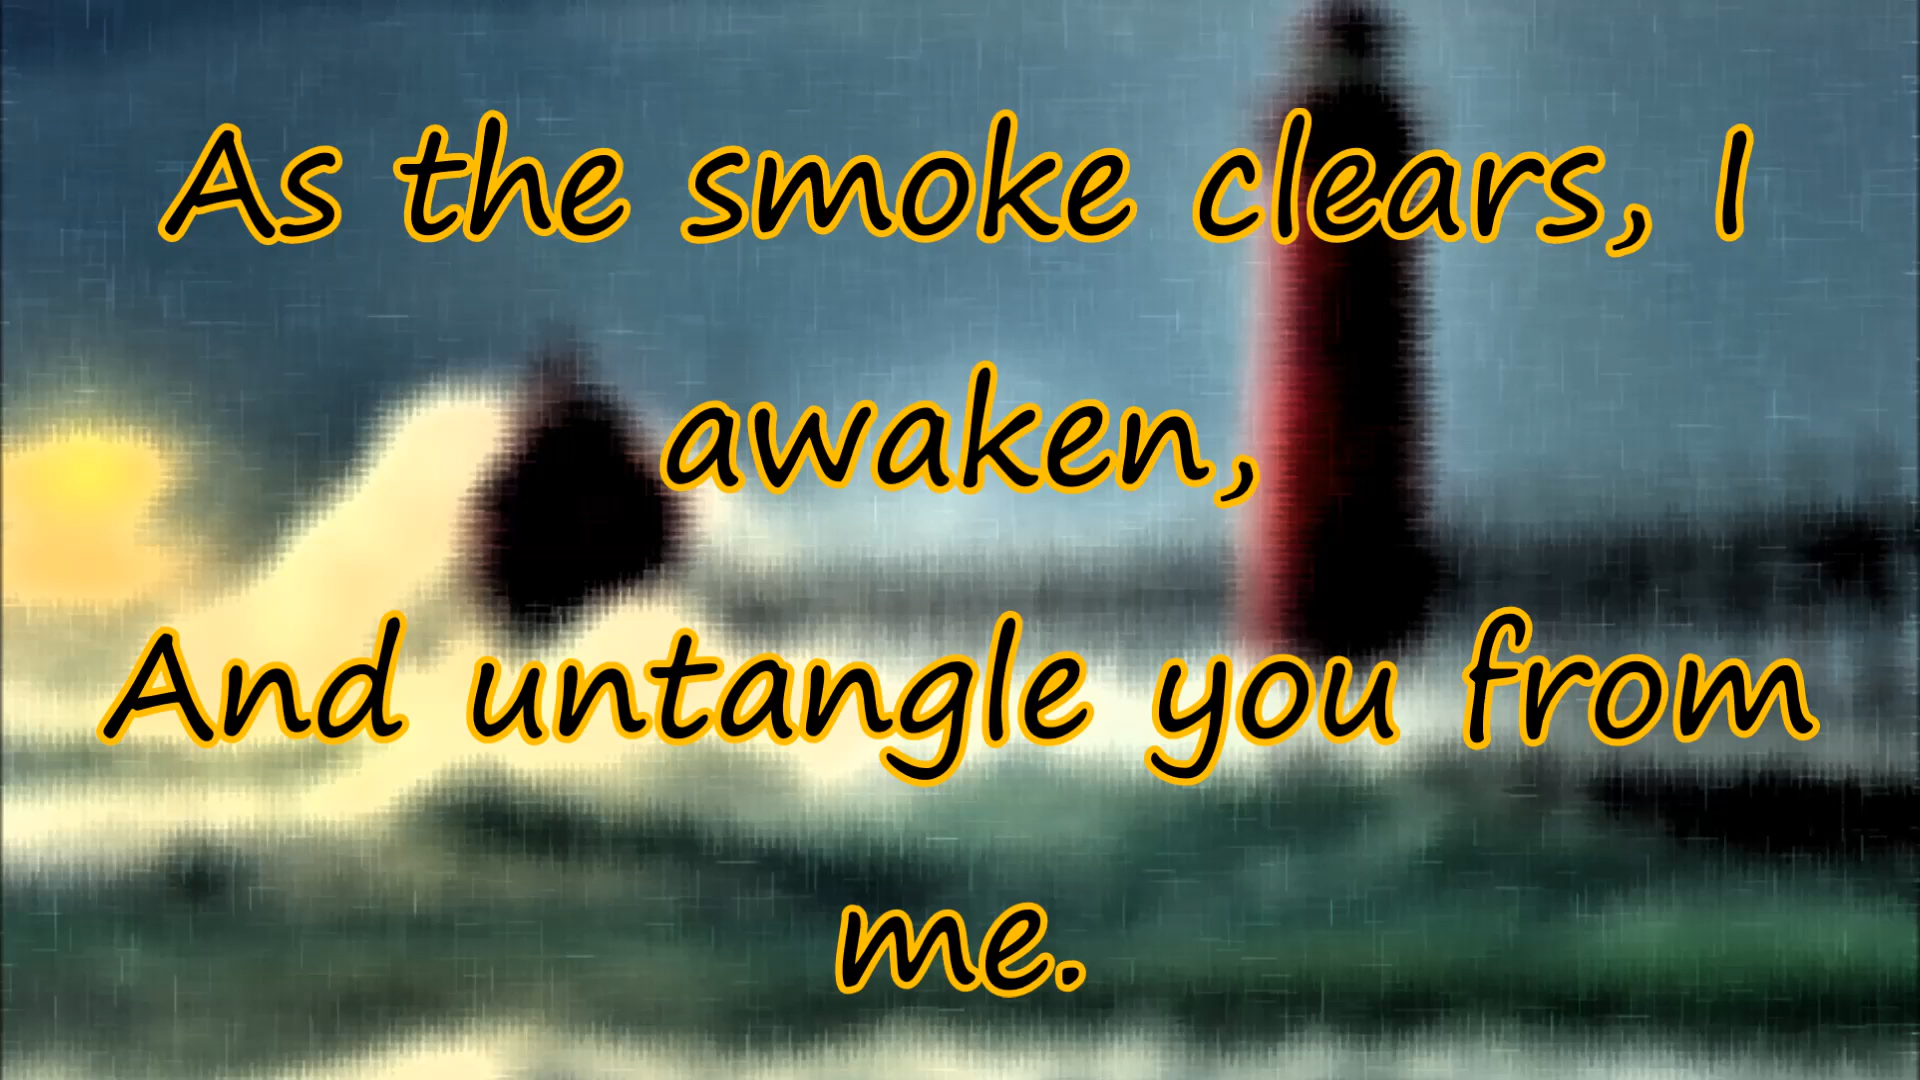 As the smoke clears, I
awaken,
And untangle you from
me.